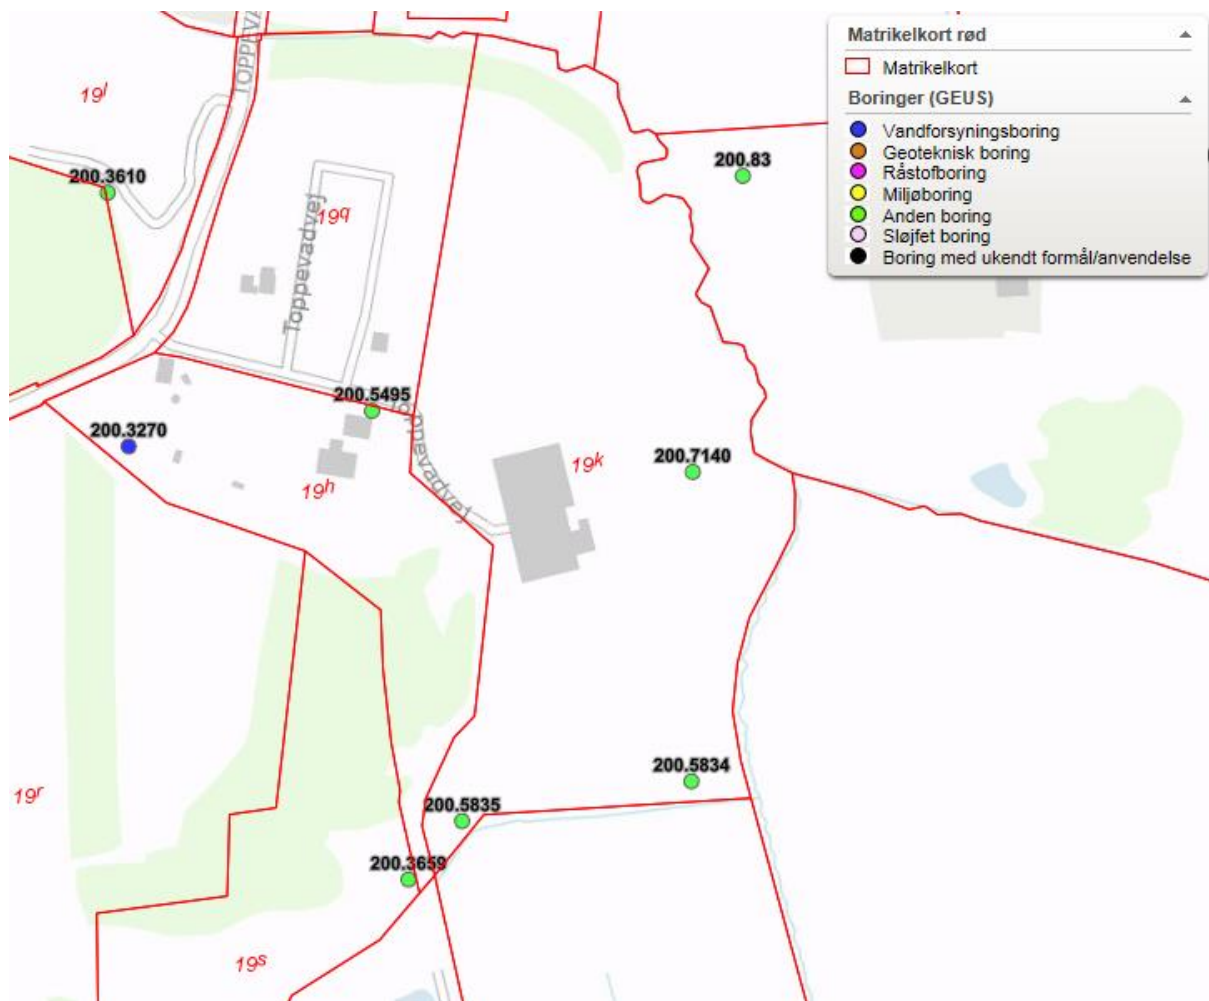 TOPPEVA
Matrikelkort rød
Matrikelkort
Boringer (GEUS)
Vandforsyningsboring
Geoteknisk boring
Råstofboring
Miljøboring
Anden boring
Sløjfet boring
Boring med ukendt formål/anvendelse
19l
200.83
200.3610
19q
Toppevadvej
200.5495
Toppevadvej
200.3270
200.7140
19k
19h
200.5834
19r
200.5835
200.3659
19s